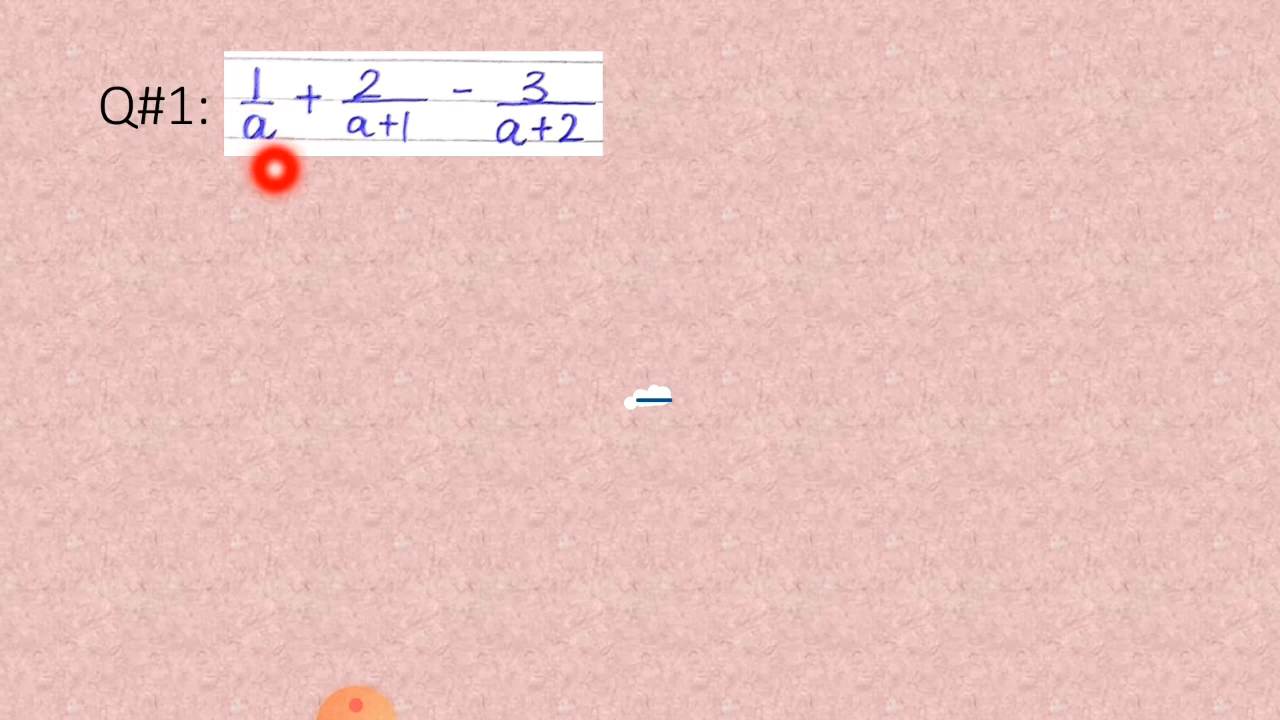 Q#1: 1/a + 2/(a+1) - 3/(a+2)